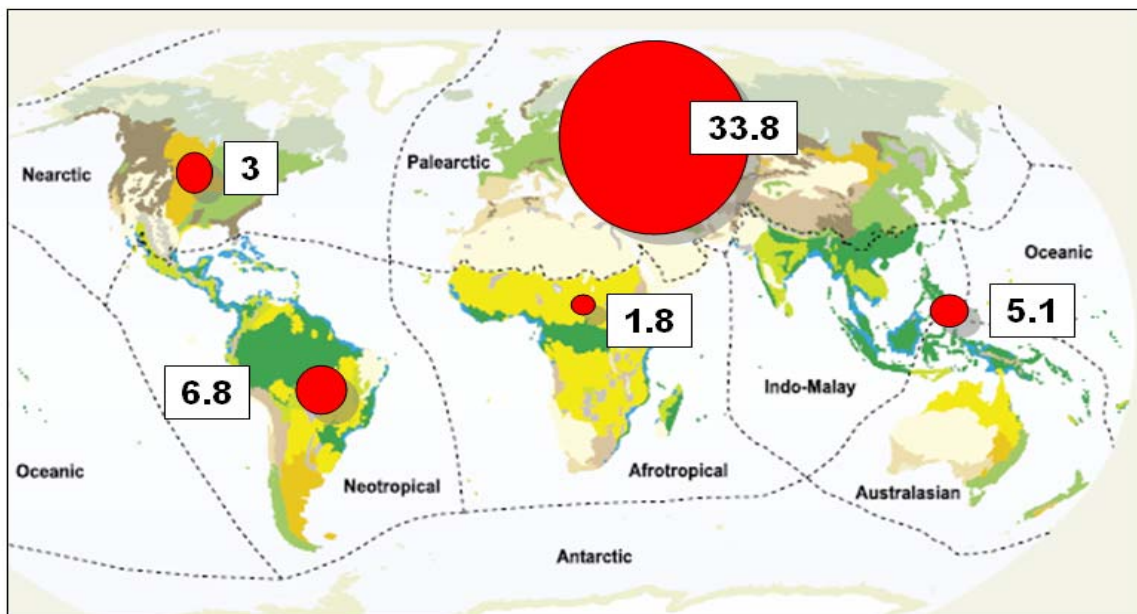 33.8
3
Palearctic
Nearctic
Oceanic
1.8
5.1
6.8
Indo-Malay
Oceanic
Neotropical
Afrotropical
Australasian
Antarctic